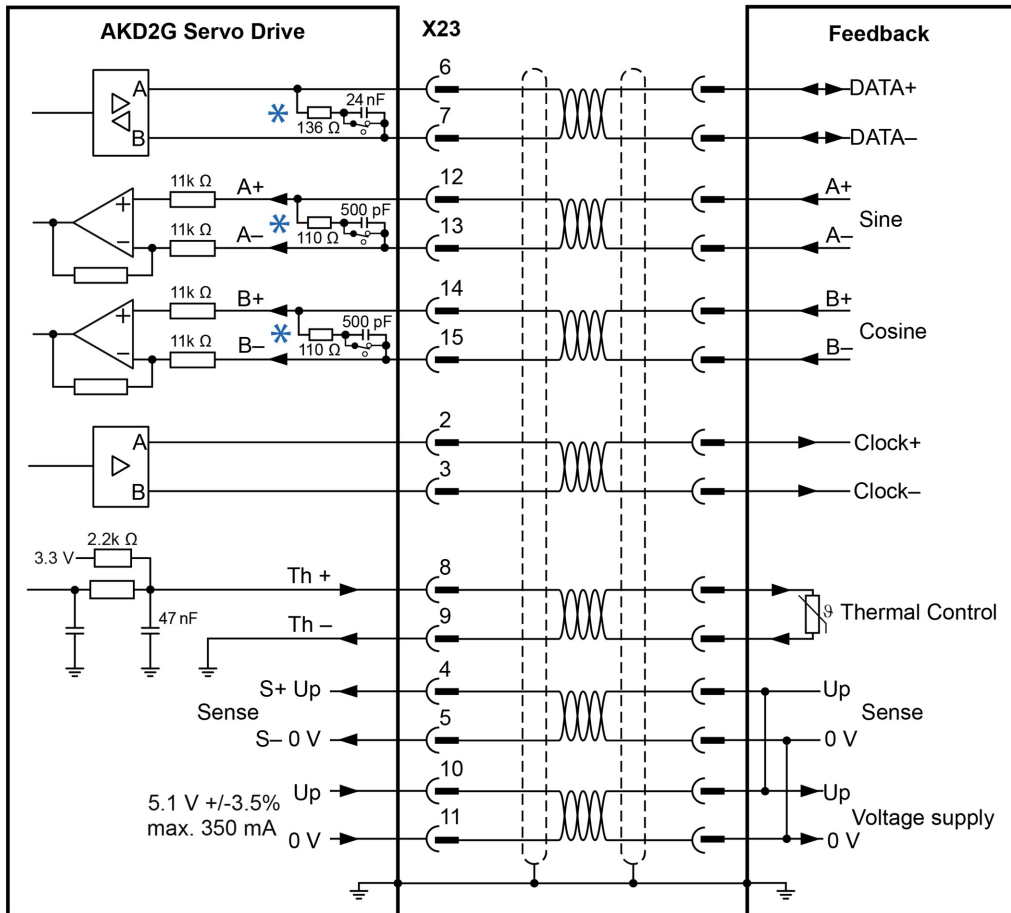 AKD2G Servo Drive
X23
Feedback
6
A
24 nF
DATA+
*
136 Ω
7
B
DATA–
11k Ω
A+
12
A+
+
500 pF
*
Sine
11k Ω
A–
110 Ω
13
A–
–
11k Ω
B+
14
B+
+
500 pF
*
Cosine
11k Ω
B–
110 Ω
15
B–
–
2
A
Clock+
3
B
Clock–
2.2k Ω
3.3 V
8
Th +
47 nF
ϑ Thermal Control
9
Th –
4
S+ Up
Up
Sense
Sense
5
S– 0 V
0 V
10
Up
Up
5.1 V +/-3.5%
max. 350 mA
Voltage supply
11
0 V
0 V